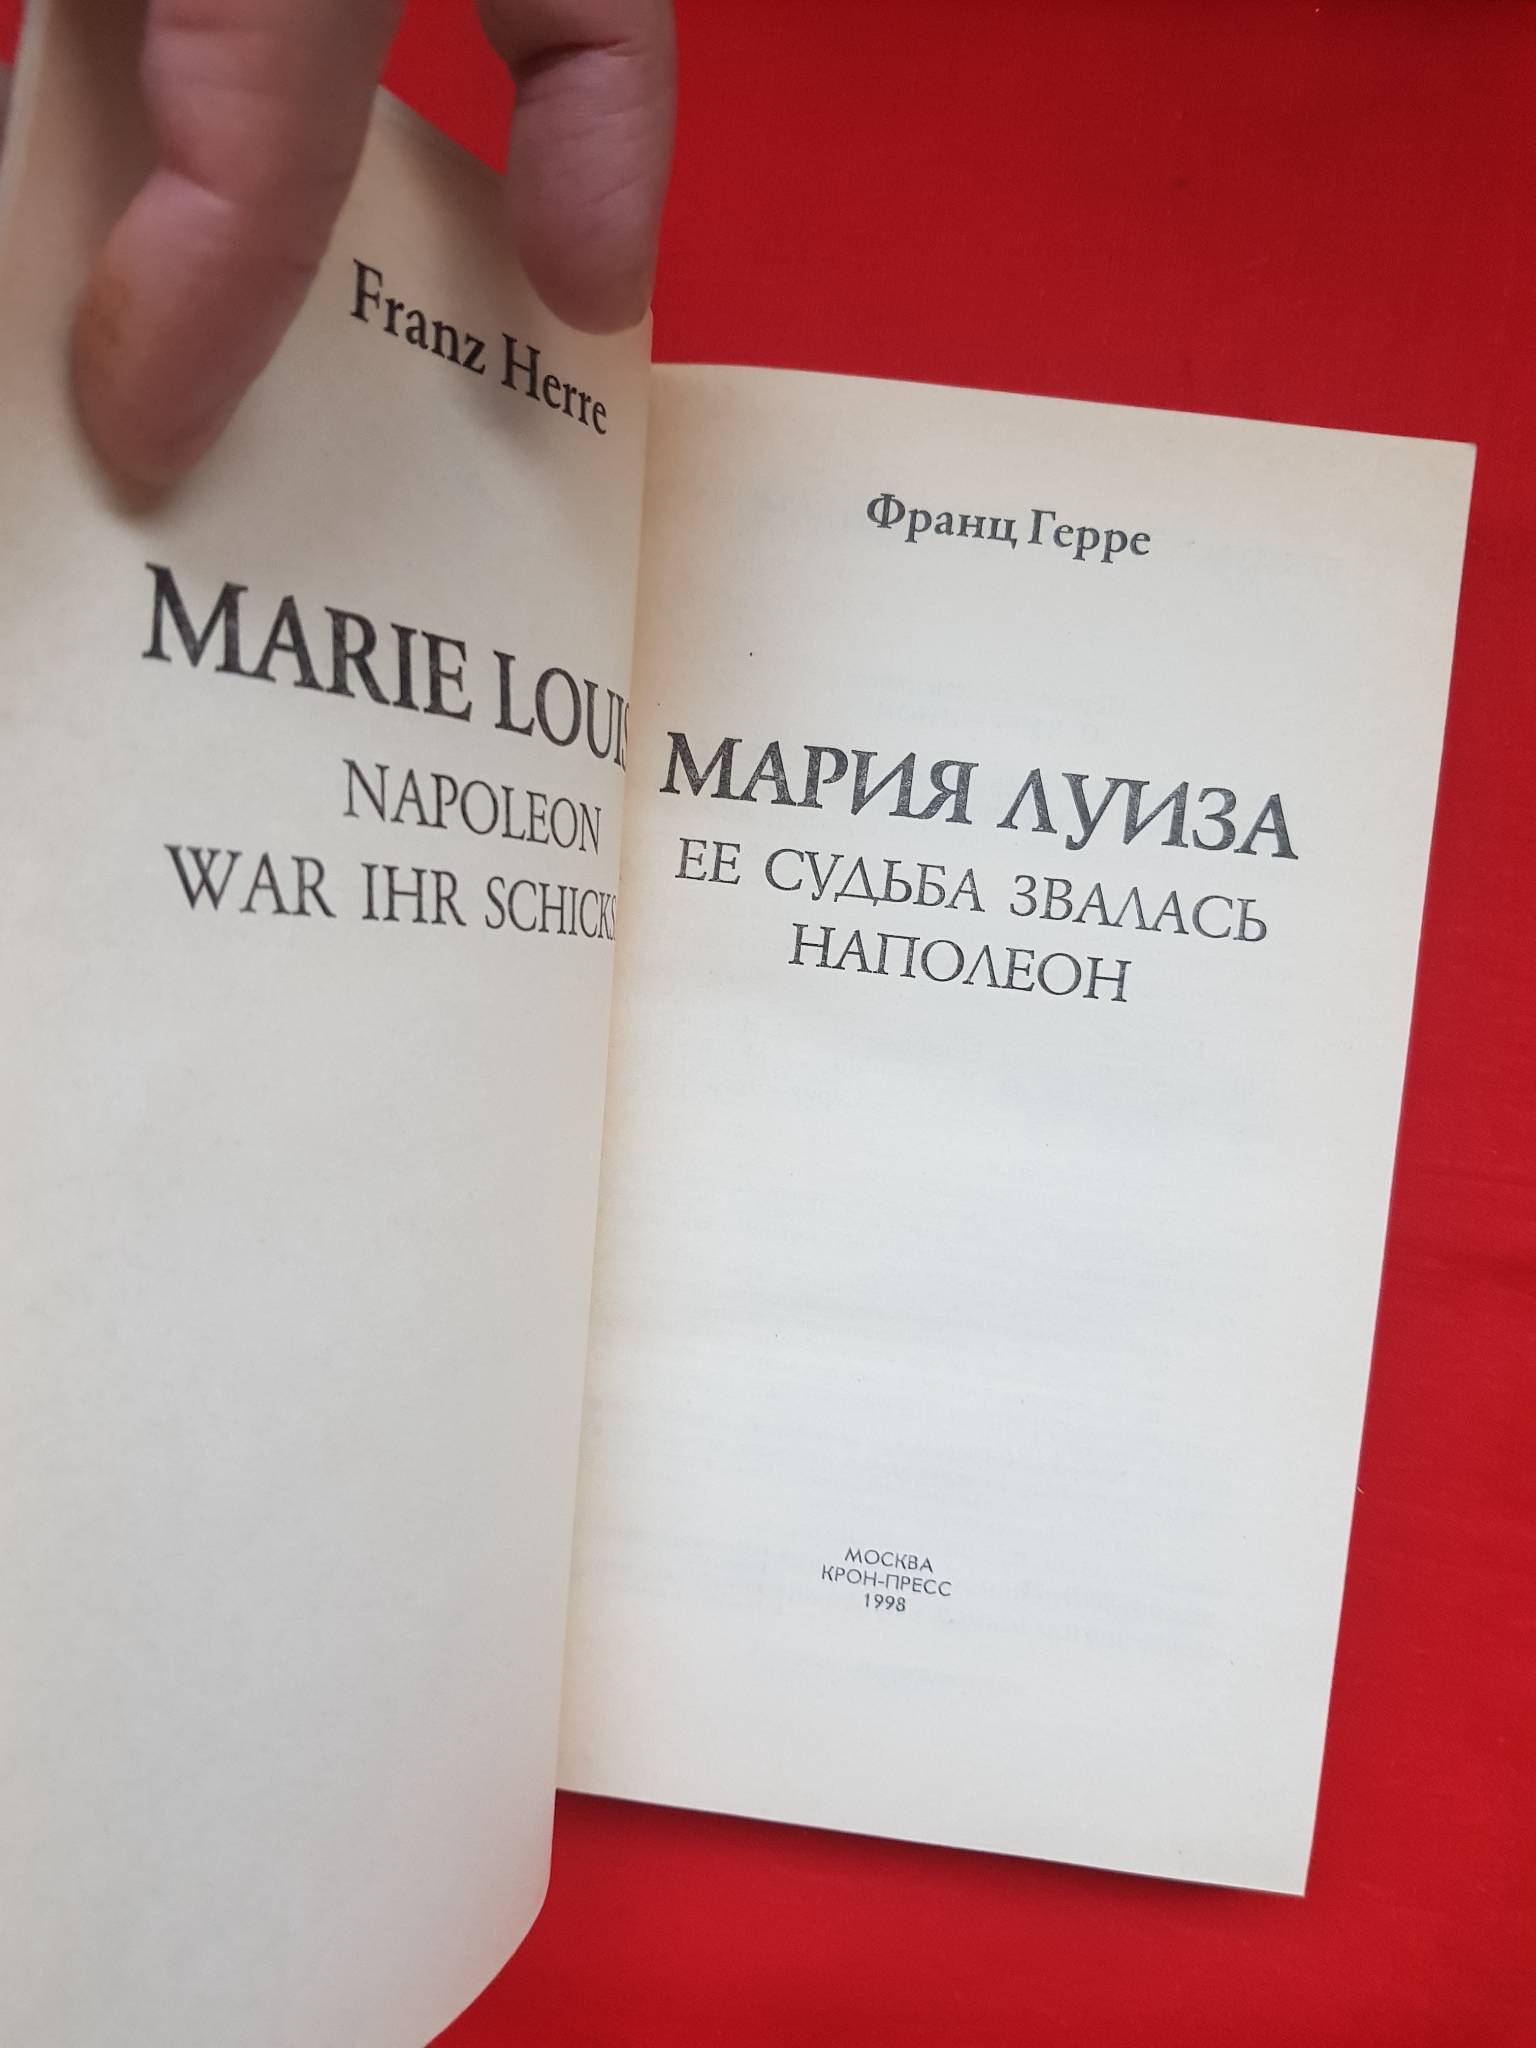 Franz Herre
MARIE LOUIS
NAPOLEON
WAR IHR SCHICKS
Франц Герре
МАРИЯ ЛУИЗА
ЕЕ СУДЬБА ЗВАЛАСЬ
НАПОЛЕОН
МОСКВА
КРОН-ПРЕСС
1998